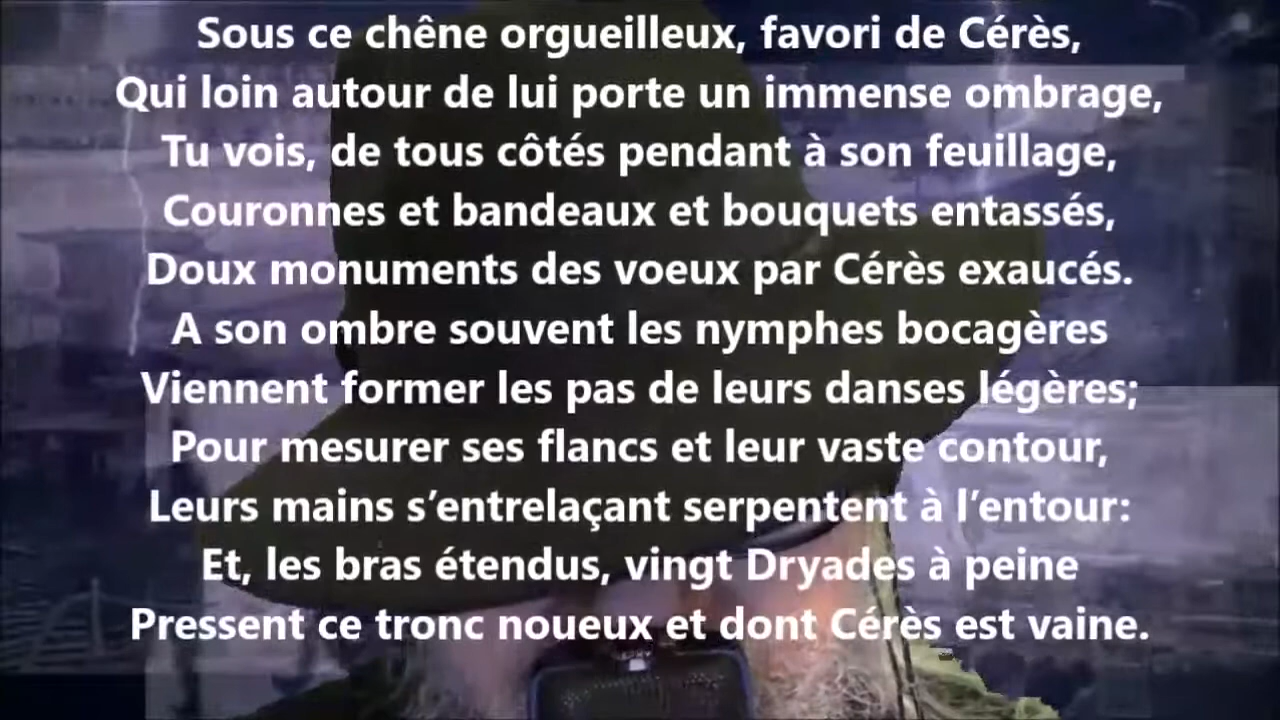 Sous ce chêne orgueilleux, favori de Cérès,
Qui loin autour de lui porte un immense ombrage,
Tu vois, de tous côtés pendant à son feuillage,
Couronnes et bandeaux et bouquets entassés,
Doux monuments des voeux par Cérès exaucés.
A son ombre souvent les nymphes bocagères
Viennent former les pas de leurs danses légères;
Pour mesurer ses flancs et leur vaste contour,
Leurs mains s’entrelaçant serpentent à l’entour:
Et, les bras étendus, vingt Dryades à peine
Pressent ce tronc noueux et dont Cérès est vaine.